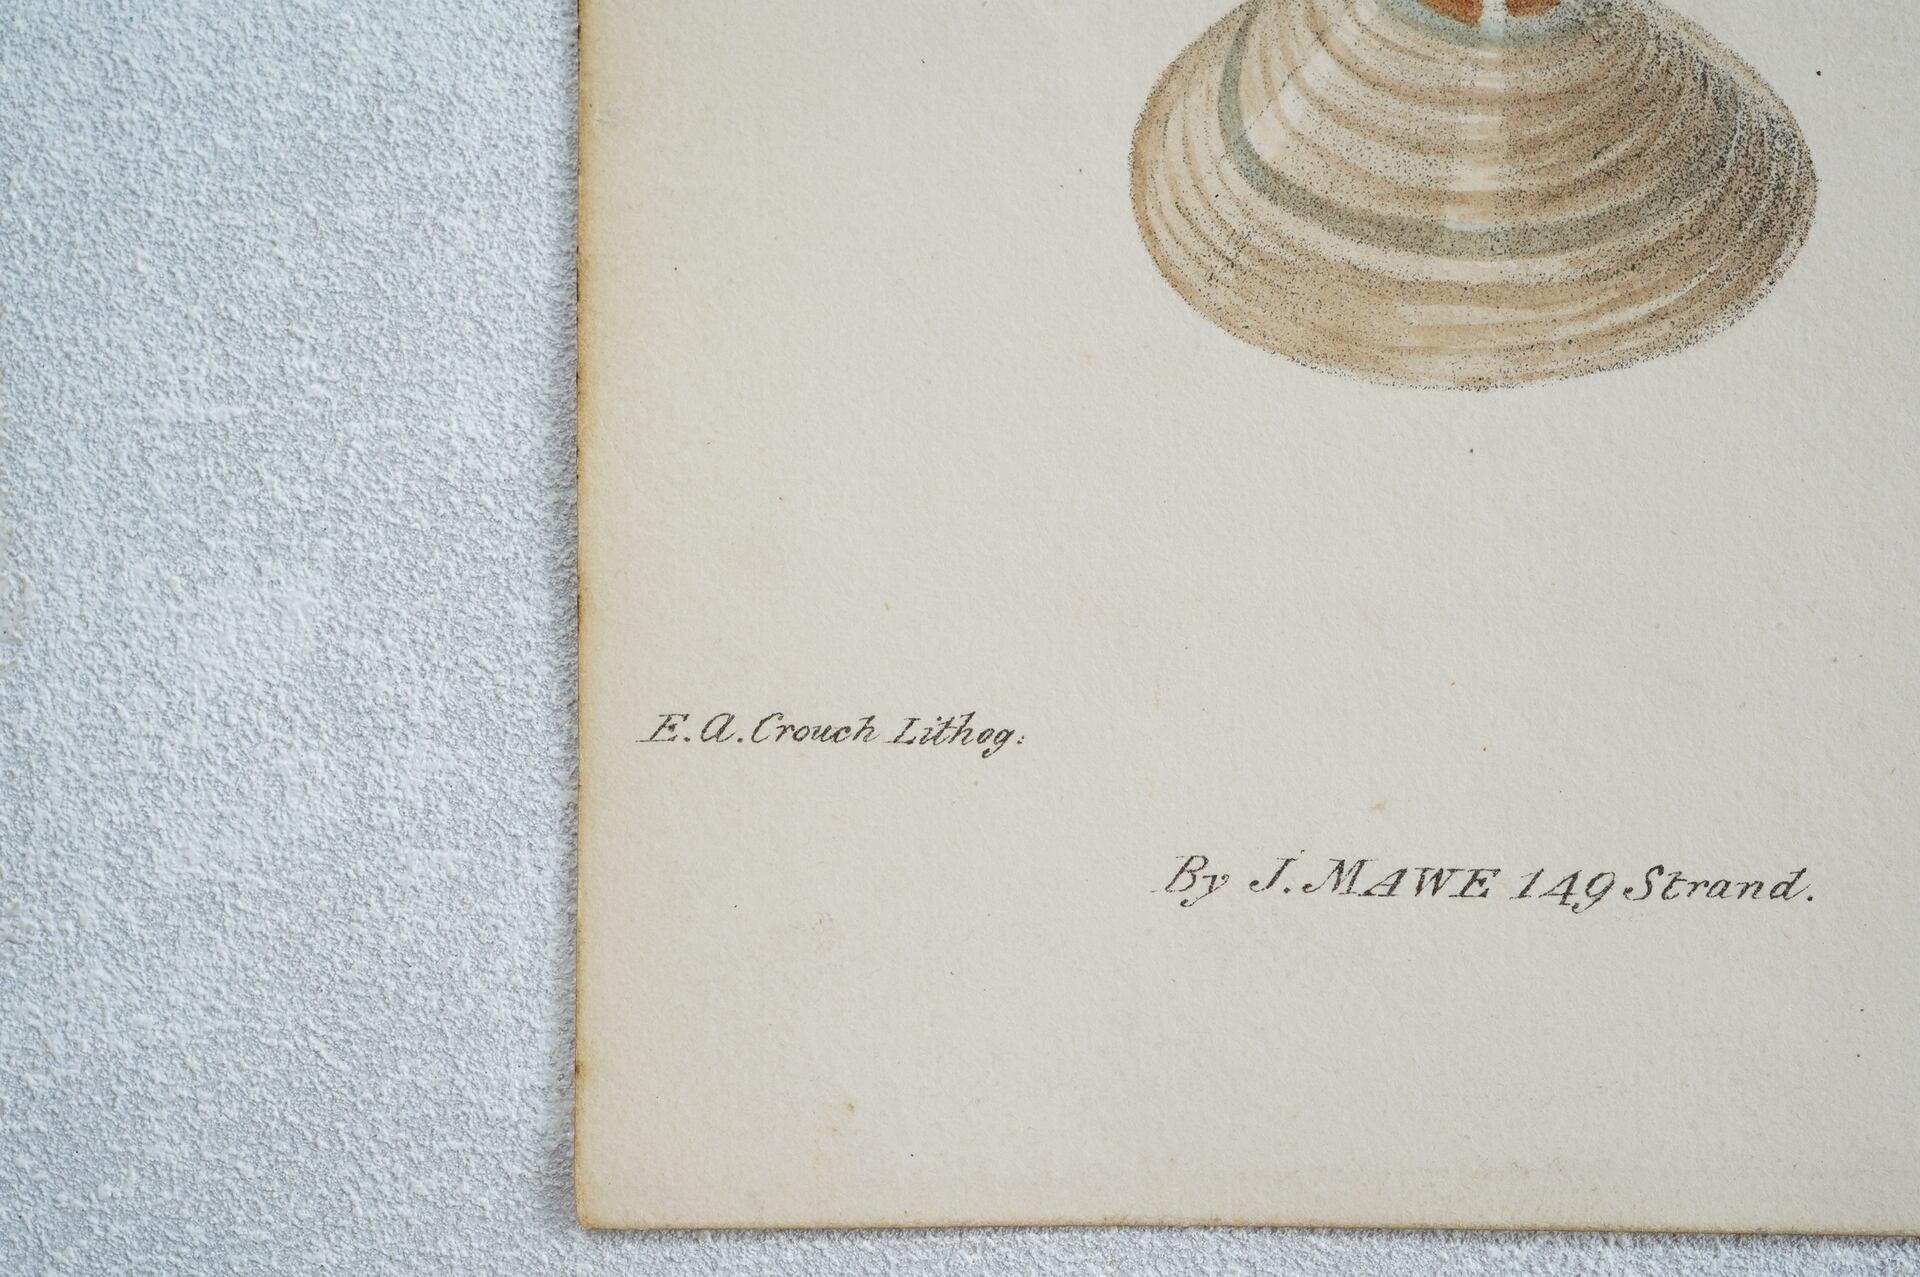 E. A. Crouch Lithog:
By J. MAWE 149 Strand.